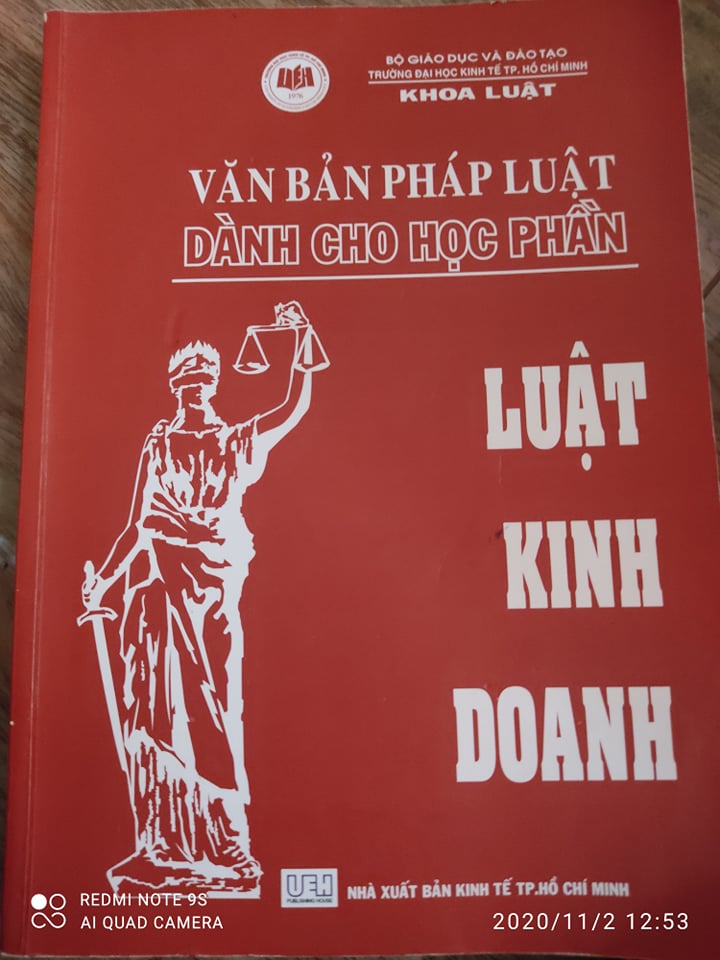 UEH
1976
BỘ GIÁO DỤC VÀ ĐÀO TẠO
TRƯỜNG ĐẠI HỌC KINH TẾ TP. HỒ CHÍ MINH
KHOA LUẬT
VĂN BẢN PHÁP LUẬT
DÀNH CHO HỌC PHẦN
LUẬT
KINH
DOANH
UEH
PUBLISHING HOUSE
NHÀ XUẤT BẢN KINH TẾ TP.HỒ CHÍ MINH
REDMI NOTE 9S
AI QUAD CAMERA
2020/11/2 12:53